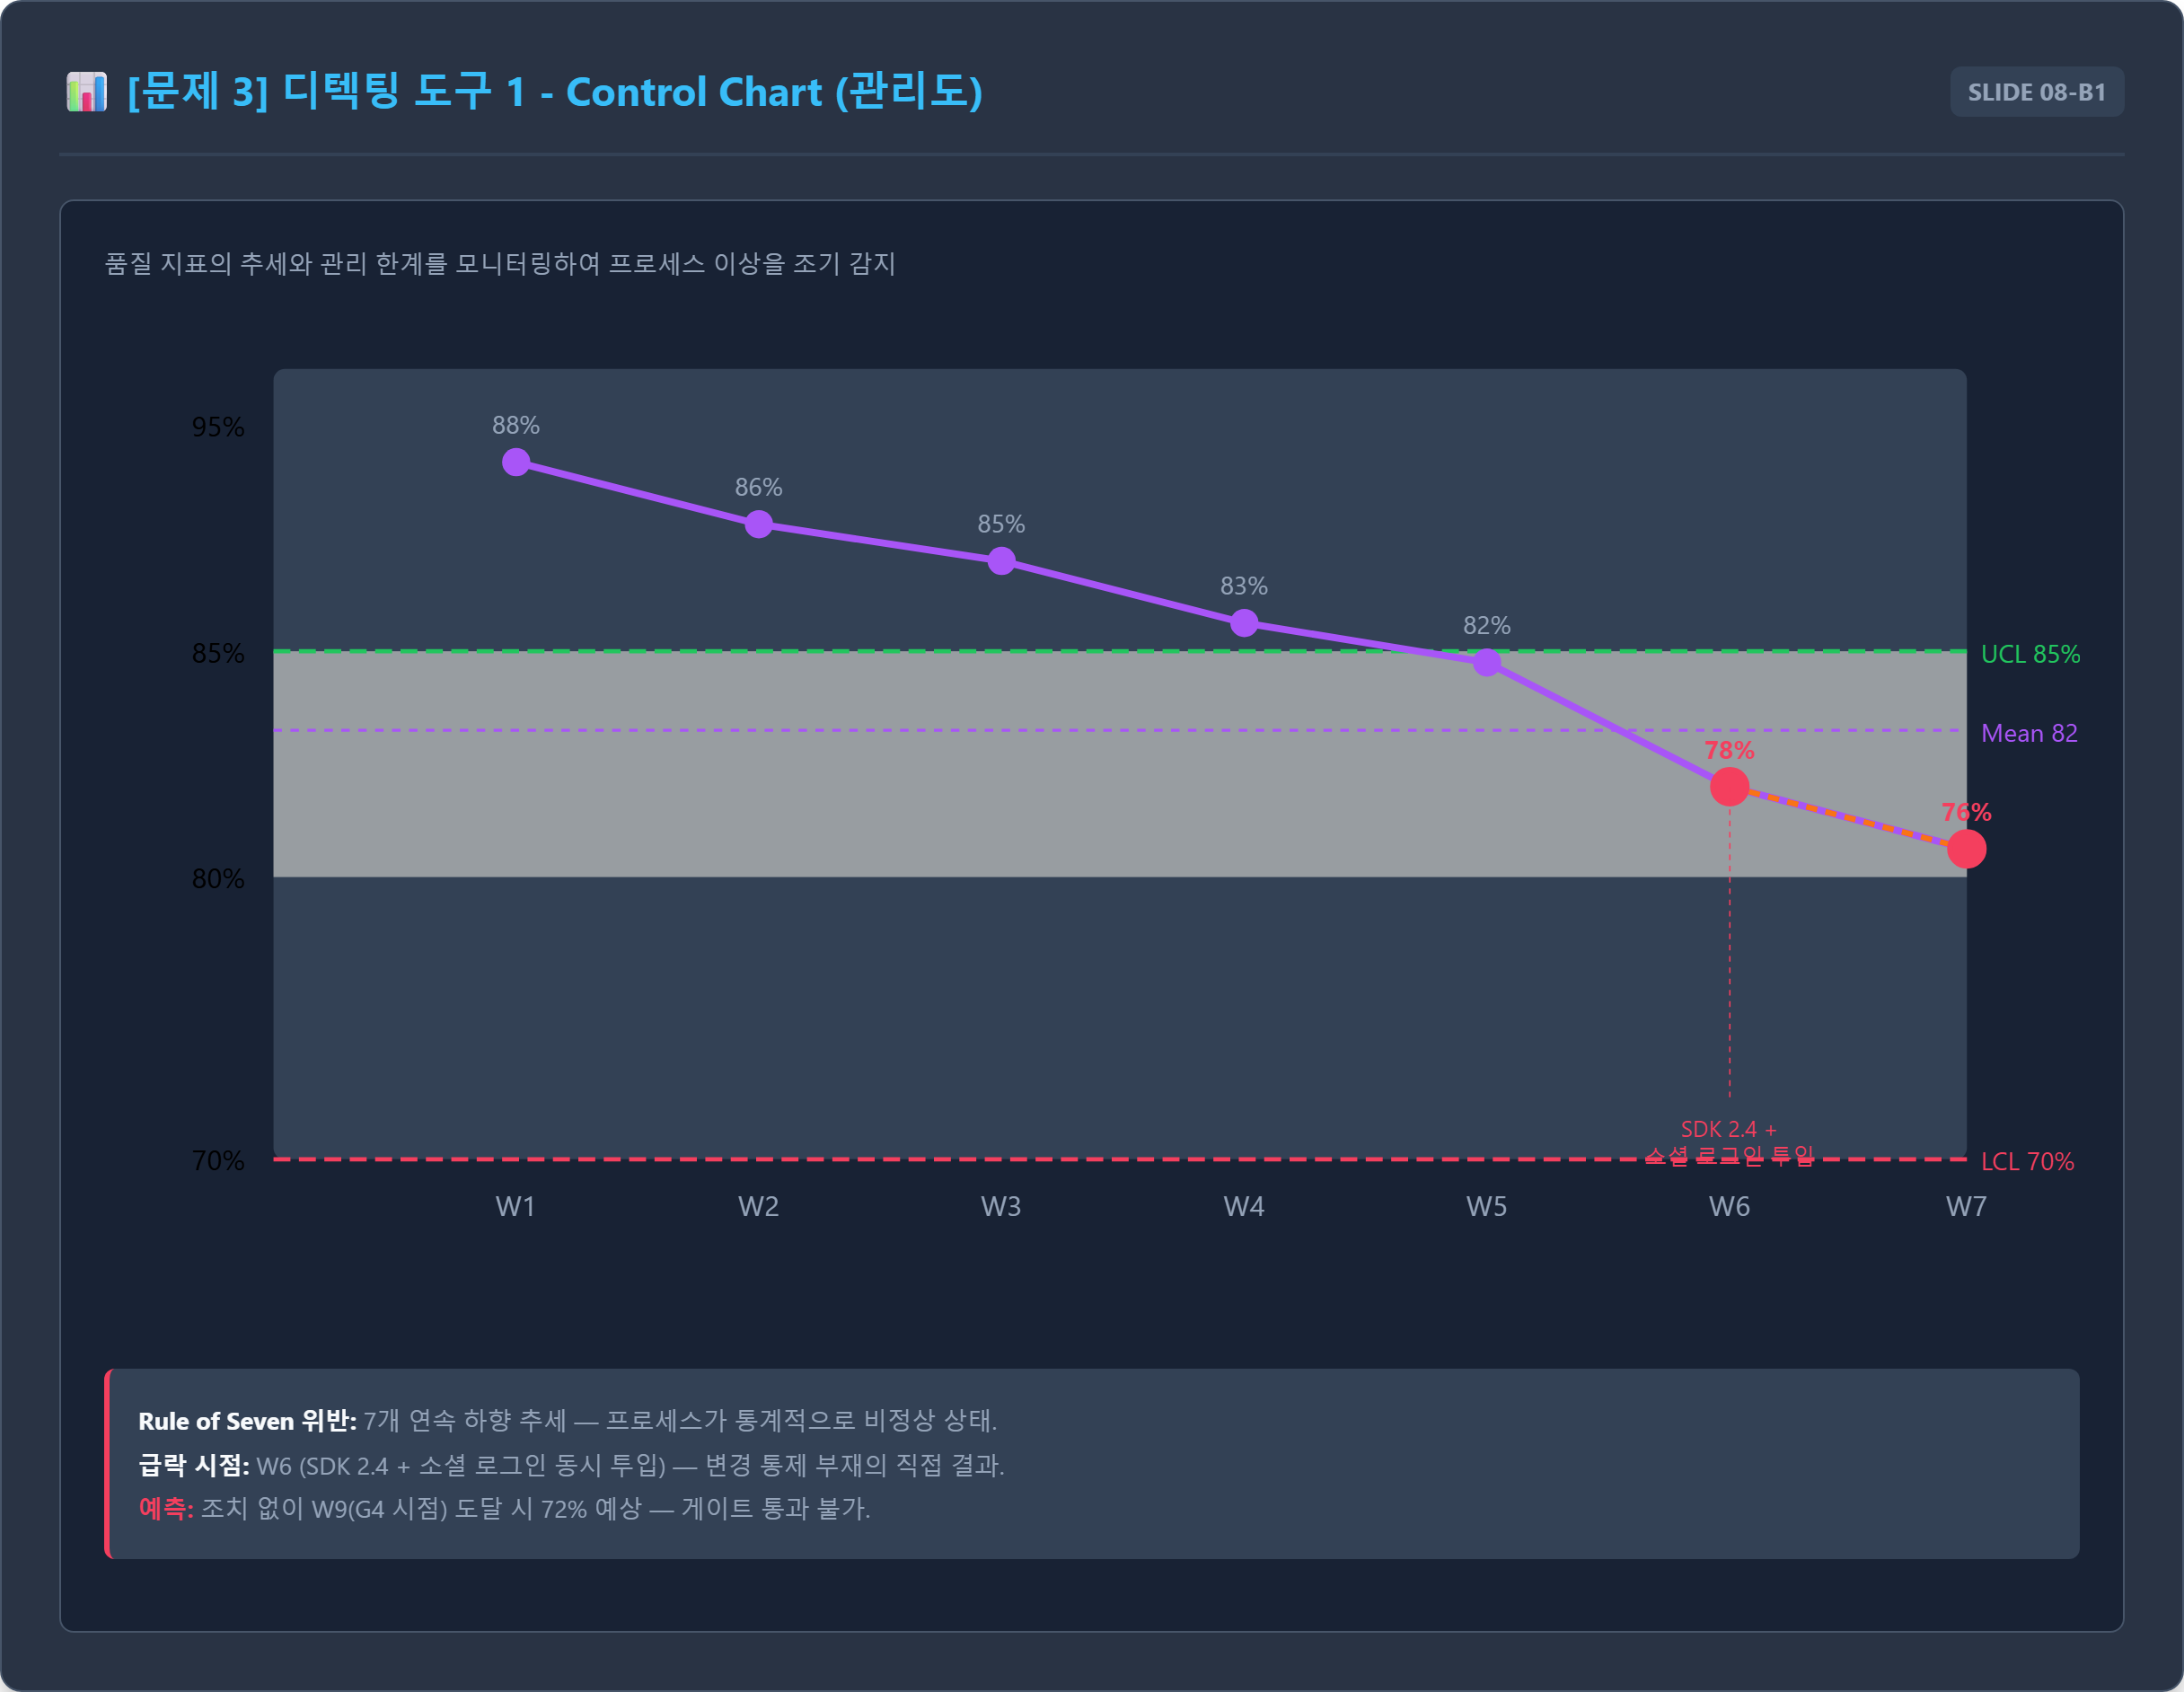 [문제 3] 디텍팅 도구 1 - Control Chart (관리도)
SLIDE 08-B1
품질 지표의 추세와 관리 한계를 모니터링하여 프로세스 이상을 조기 감지
95%
88%
86%
85%
83%
82%
85%
UCL 85%
Mean 82
78%
76%
80%
SDK 2.4 +
소셜 로그인 투입
70%
LCL 70%
W1
W2
W3
W4
W5
W6
W7
Rule of Seven 위반: 7개 연속 하향 추세 — 프로세스가 통계적으로 비정상 상태.
급락 시점: W6 (SDK 2.4 + 소셜 로그인 동시 투입) — 변경 통제 부재의 직접 결과.
예측: 조치 없이 W9(G4 시점) 도달 시 72% 예상 — 게이트 통과 불가.